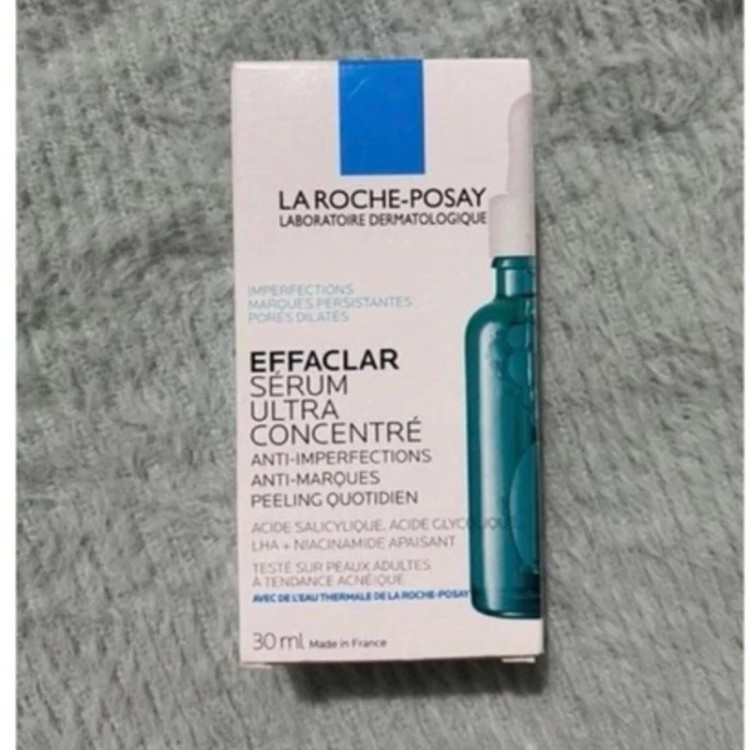 LA ROCHE-POSAY
LABORATOIRE DERMATOLOGIQUE
IMPERFECTIONS
MARQUES PERSISTANTES
PORES DILATÉS
EFFACLAR
SÉRUM
ULTRA
CONCENTRÉ
ANTI-IMPERFECTIONS
ANTI-MARQUES
PEELING QUOTIDIEN
ACIDE SALICYLIQUE, ACIDE GLYCOLIQUE,
LHA + NIACINAMIDE APAISANT
TESTÉ SUR PEAUX ADULTES
À TENDANCE ACNÉIQUE
AVEC DE L'EAU THERMALE DE LA ROCHE-POSAY
30 ml Made in France